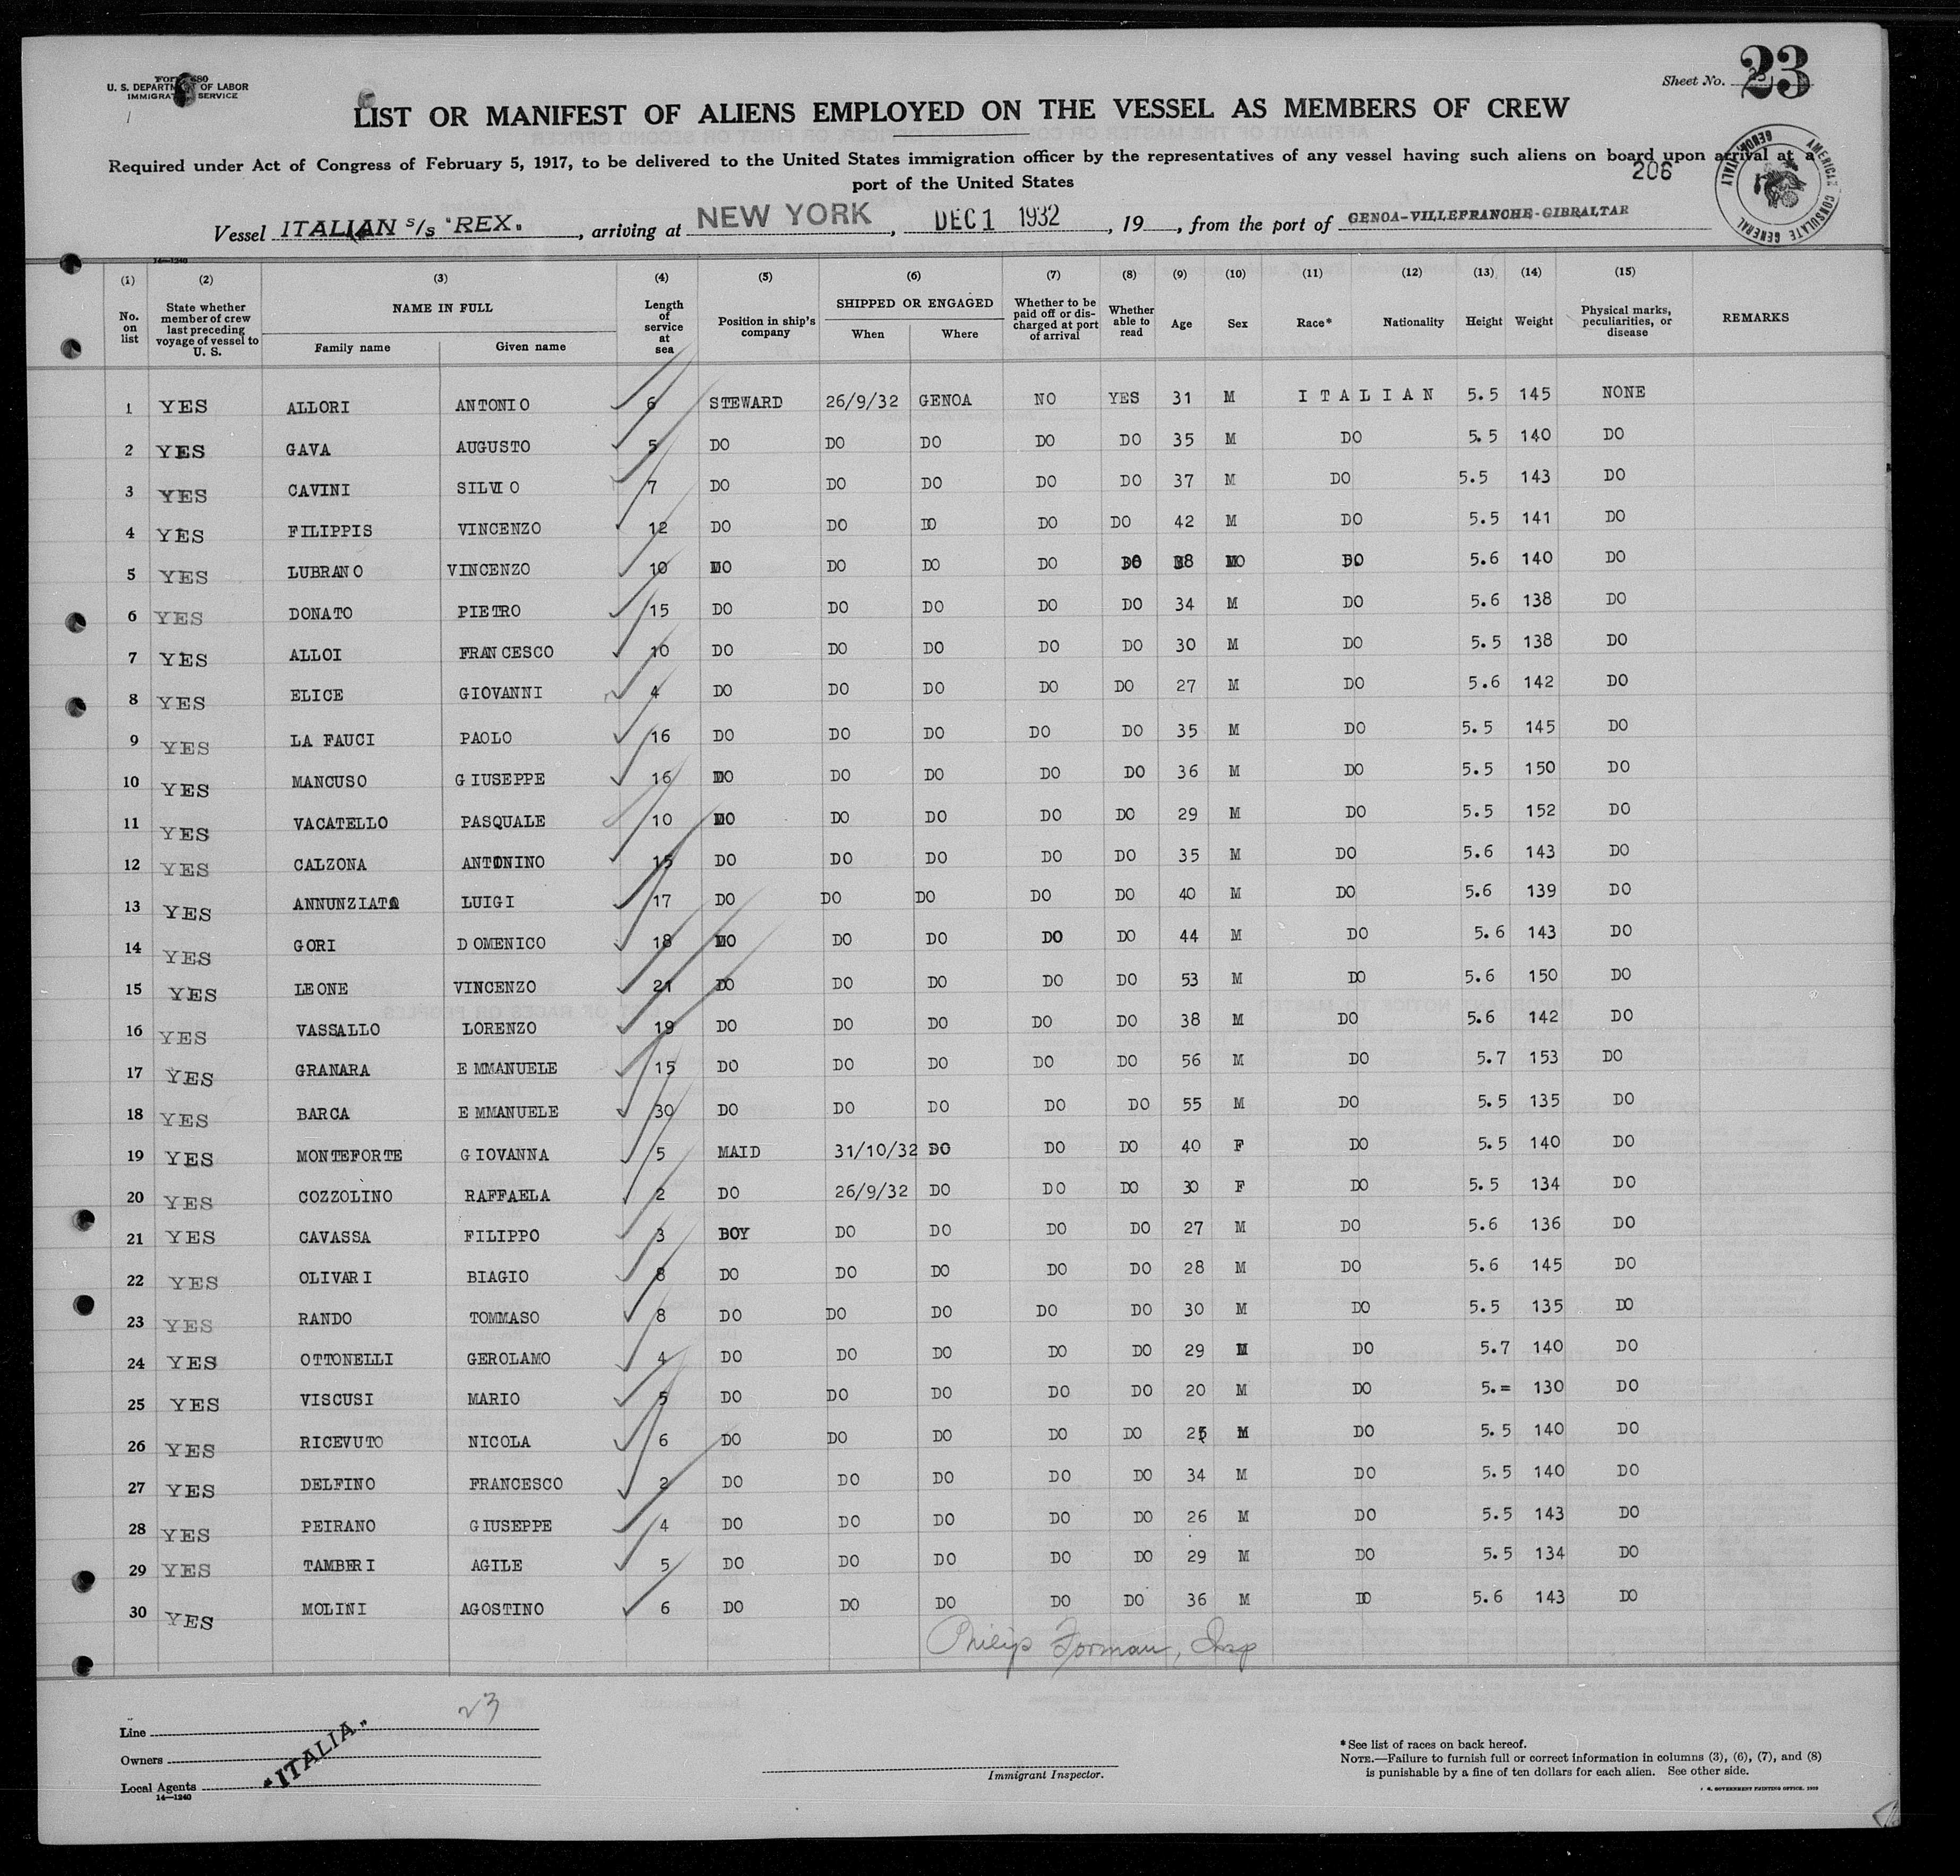 Form 680
U. S. DEPARTMENT OF LABOR
IMMIGRATION SERVICE
Sheet No. 23
LIST OR MANIFEST OF ALIENS EMPLOYED ON THE VESSEL AS MEMBERS OF CREW
Required under Act of Congress of February 5, 1917, to be delivered to the United States immigration officer by the representatives of any vessel having such aliens on board upon arrival at a
port of the United States
206
AMERICAN CONSULATE GENERAL GENOA, ITALY
Vessel ITALIAN S/S "REX", arriving at NEW YORK, DEC 1 1932, 19, from the port of GENOA-VILLEFRANCHE-GIBRALTAR
14—1240
(1) (2) (3) (4) (5) (6) (7) (8) (9) (10) (11) (12) (13) (14) (15)
No. on list | State whether member of crew last preceding voyage of vessel to U. S. | NAME IN FULL Family name Given name | Length of service at sea | Position in ship's company | SHIPPED OR ENGAGED When Where | Whether to be paid off or discharged at port of arrival | Whether able to read | Age | Sex | Race* | Nationality | Height | Weight | Physical marks, peculiarities, or disease | REMARKS
1 YES ALLORI ANTONIO 6 STEWARD 26/9/32 GENOA NO YES 31 M ITALIAN 5.5 145 NONE
2 YES GAVA AUGUSTO 5 DO DO DO DO DO 35 M DO 5.5 140 DO
3 YES CAVINI SILVIO 7 DO DO DO DO DO 37 M DO 5.5 143 DO
4 YES FILIPPIS VINCENZO 12 DO DO DO DO DO 42 M DO 5.5 141 DO
5 YES LUBRANO VINCENZO 10 DO DO DO DO DO 38 M DO 5.6 140 DO
6 YES DONATO PIETRO 15 DO DO DO DO DO 34 M DO 5.6 138 DO
7 YES ALLOI FRANCESCO 10 DO DO DO DO DO 30 M DO 5.5 138 DO
8 YES ELICE GIOVANNI 4 DO DO DO DO DO 27 M DO 5.6 142 DO
9 YES LA FAUCI PAOLO 16 DO DO DO DO DO 35 M DO 5.5 145 DO
10 YES MANCUSO GIUSEPPE 16 DO DO DO DO DO 36 M DO 5.5 150 DO
11 YES VACATELLO PASQUALE 10 DO DO DO DO DO 29 M DO 5.5 152 DO
12 YES CALZONA ANTONINO 15 DO DO DO DO DO 35 M DO 5.6 143 DO
13 YES ANNUNZIATA LUIGI 17 DO DO DO DO DO 40 M DO 5.6 139 DO
14 YES GORI DOMENICO 18 DO DO DO DO DO 44 M DO 5.6 143 DO
15 YES LEONE VINCENZO 21 DO DO DO DO DO 53 M DO 5.6 150 DO
16 YES VASSALLO LORENZO 19 DO DO DO DO DO 38 M DO 5.6 142 DO
17 YES GRANARA EMMANUELE 15 DO DO DO DO DO 56 M DO 5.7 153 DO
18 YES BARCA EMMANUELE 30 DO DO DO DO DO 55 M DO 5.5 135 DO
19 YES MONTEFORTE GIOVANNA 5 MAID 31/10/32 DO DO DO 40 F DO 5.5 140 DO
20 YES COZZOLINO RAFFAELA 2 DO 26/9/32 DO DO DO 30 F DO 5.5 134 DO
21 YES CAVASSA FILIPPO 3 BOY DO DO DO DO 27 M DO 5.6 136 DO
22 YES OLIVARI BIAGIO 8 DO DO DO DO DO 28 M DO 5.6 145 DO
23 YES RANDO TOMMASO 8 DO DO DO DO DO 30 M DO 5.5 135 DO
24 YES OTTONELLI GEROLAMO 4 DO DO DO DO DO 29 M DO 5.7 140 DO
25 YES VISCUSI MARIO 5 DO DO DO DO DO 20 M DO 5.= 130 DO
26 YES RICEVUTO NICOLA 6 DO DO DO DO DO 25 M DO 5.5 140 DO
27 YES DELFINO FRANCESCO 2 DO DO DO DO DO 34 M DO 5.5 140 DO
28 YES PEIRANO GIUSEPPE 4 DO DO DO DO DO 26 M DO 5.5 143 DO
29 YES TAMBERI AGILE 5 DO DO DO DO DO 29 M DO 5.5 134 DO
30 YES MOLINI AGOSTINO 6 DO DO DO DO DO 36 M DO 5.6 143 DO
Philip Forman, Insp
23
Line
Owners
Local Agents
"ITALIA"
14—1240
Immigrant Inspector.
*See list of races on back hereof.
NOTE.—Failure to furnish full or correct information in columns (3), (6), (7), and (8)
is punishable by a fine of ten dollars for each alien. See other side.
GOVERNMENT PRINTING OFFICE